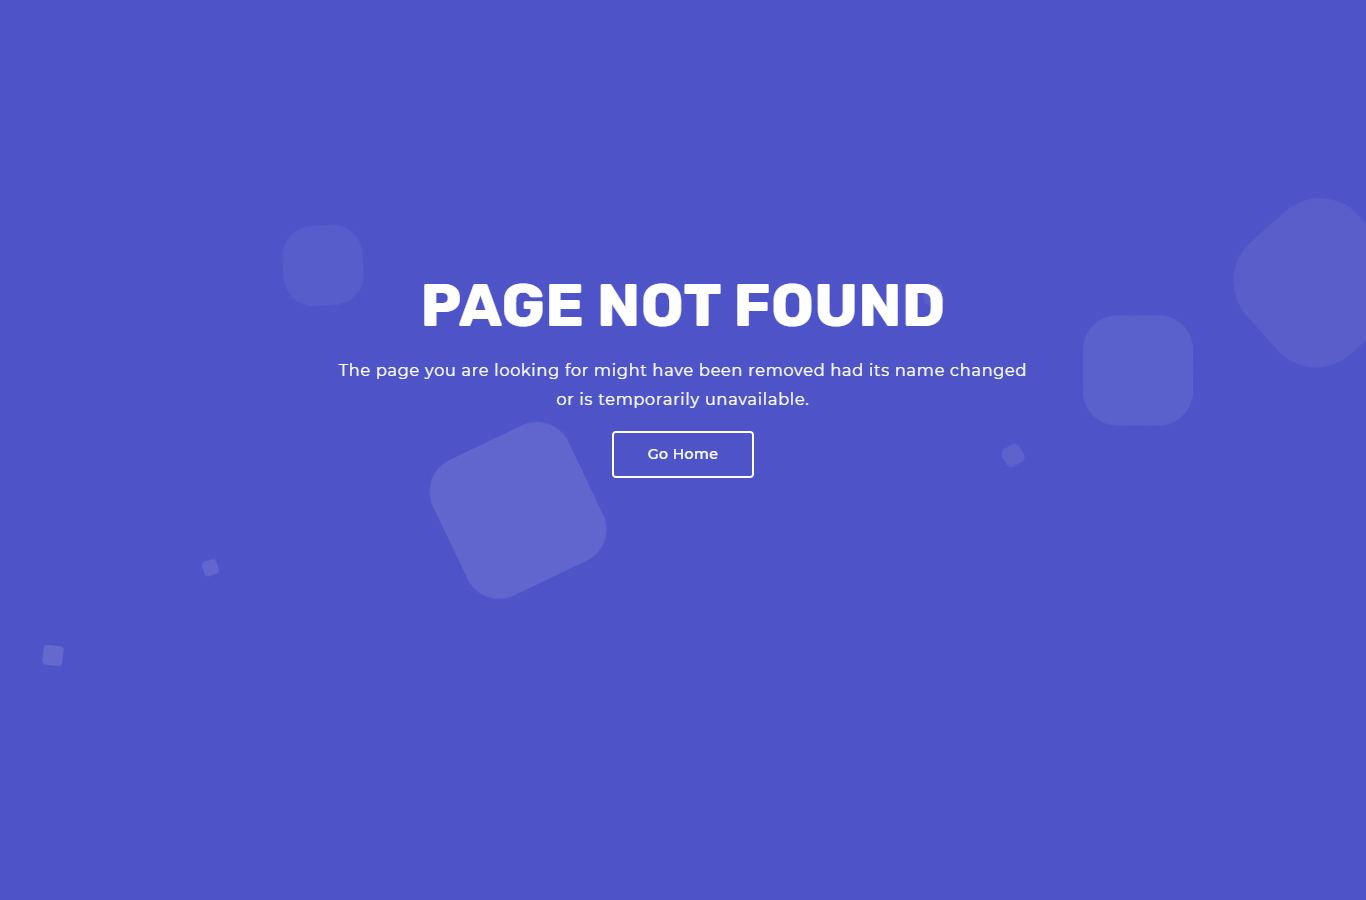 PAGE NOT FOUND
The page you are looking for might have been removed had its name changed
or is temporarily unavailable.
Go Home